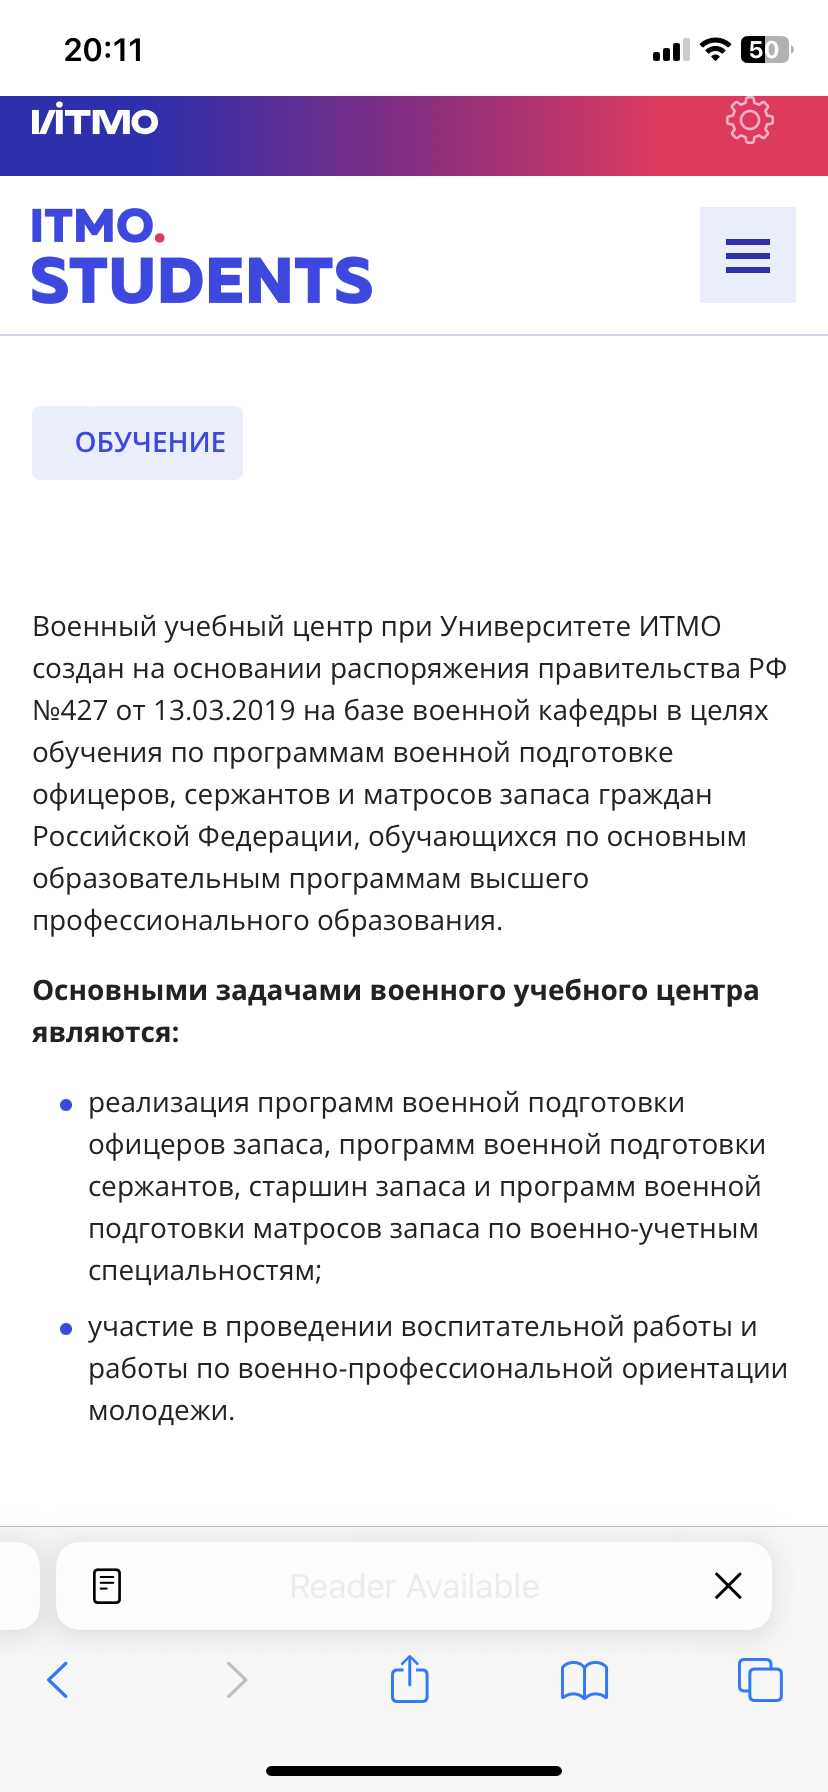 20:11
50
ИТМО
ITMO.
STUDENTS
ОБУЧЕНИЕ
Военный учебный центр при Университете ИТМО
создан на основании распоряжения правительства РФ
№427 от 13.03.2019 на базе военной кафедры в целях
обучения по программам военной подготовке
офицеров, сержантов и матросов запаса граждан
Российской Федерации, обучающихся по основным
образовательным программам высшего
профессионального образования.
Основными задачами военного учебного центра
являются:
реализация программ военной подготовки
офицеров запаса, программ военной подготовки
сержантов, старшин запаса и программ военной
подготовки матросов запаса по военно-учетным
специальностям;
участие в проведении воспитательной работы и
работы по военно-профессиональной ориентации
молодежи.
Reader Available